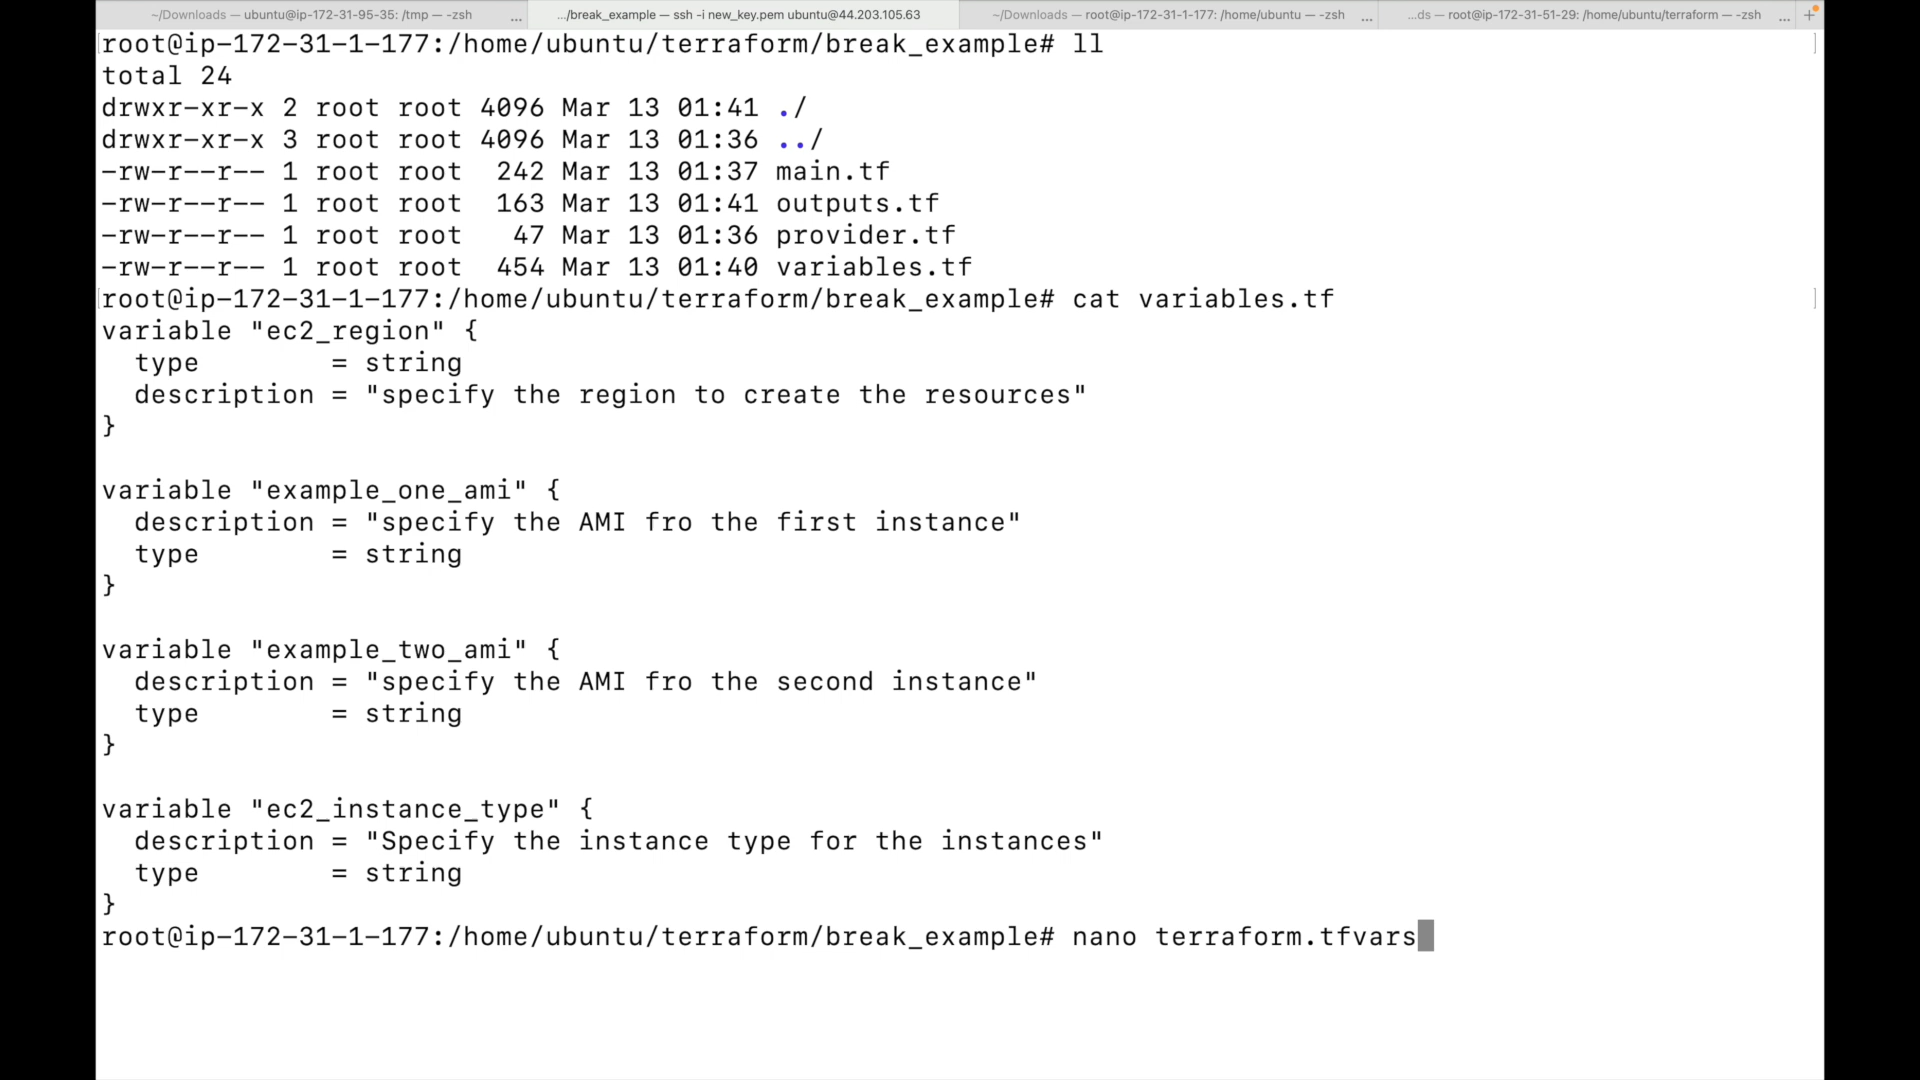 ~/Downloads — ubuntu@ip-172-31-95-35: /tmp — -zsh ... .../break_example — ssh -i new_key.pem ubuntu@44.203.105.63 ~/Downloads — root@ip-172-31-1-177: /home/ubuntu — -zsh ... ...ds — root@ip-172-31-51-29: /home/ubuntu/terraform — -zsh ... +
root@ip-172-31-1-177:/home/ubuntu/terraform/break_example# ll
total 24
drwxr-xr-x 2 root root 4096 Mar 13 01:41 ./
drwxr-xr-x 3 root root 4096 Mar 13 01:36 ../
-rw-r--r-- 1 root root  242 Mar 13 01:37 main.tf
-rw-r--r-- 1 root root  163 Mar 13 01:41 outputs.tf
-rw-r--r-- 1 root root   47 Mar 13 01:36 provider.tf
-rw-r--r-- 1 root root  454 Mar 13 01:40 variables.tf
root@ip-172-31-1-177:/home/ubuntu/terraform/break_example# cat variables.tf
variable "ec2_region" {
  type        = string
  description = "specify the region to create the resources"
}
variable "example_one_ami" {
  description = "specify the AMI fro the first instance"
  type        = string
}
variable "example_two_ami" {
  description = "specify the AMI fro the second instance"
  type        = string
}
variable "ec2_instance_type" {
  description = "Specify the instance type for the instances"
  type        = string
}
root@ip-172-31-1-177:/home/ubuntu/terraform/break_example# nano terraform.tfvars